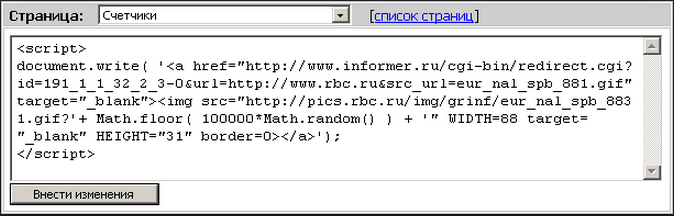 Страница: Счетчики [список страниц]
<script>
document.write( '<a href="http://www.informer.ru/cgi-bin/redirect.cgi?
id=191_1_1_32_2_3-0&url=http://www.rbc.ru&src_url=eur_nal_spb_881.gif"
target="_blank"><img src="http://pics.rbc.ru/img/grinf/eur_nal_spb_883
1.gif?'+ Math.floor( 100000*Math.random() ) + '" WIDTH=88 target=
"_blank" HEIGHT="31" border=0></a>');
</script>
Внести изменения